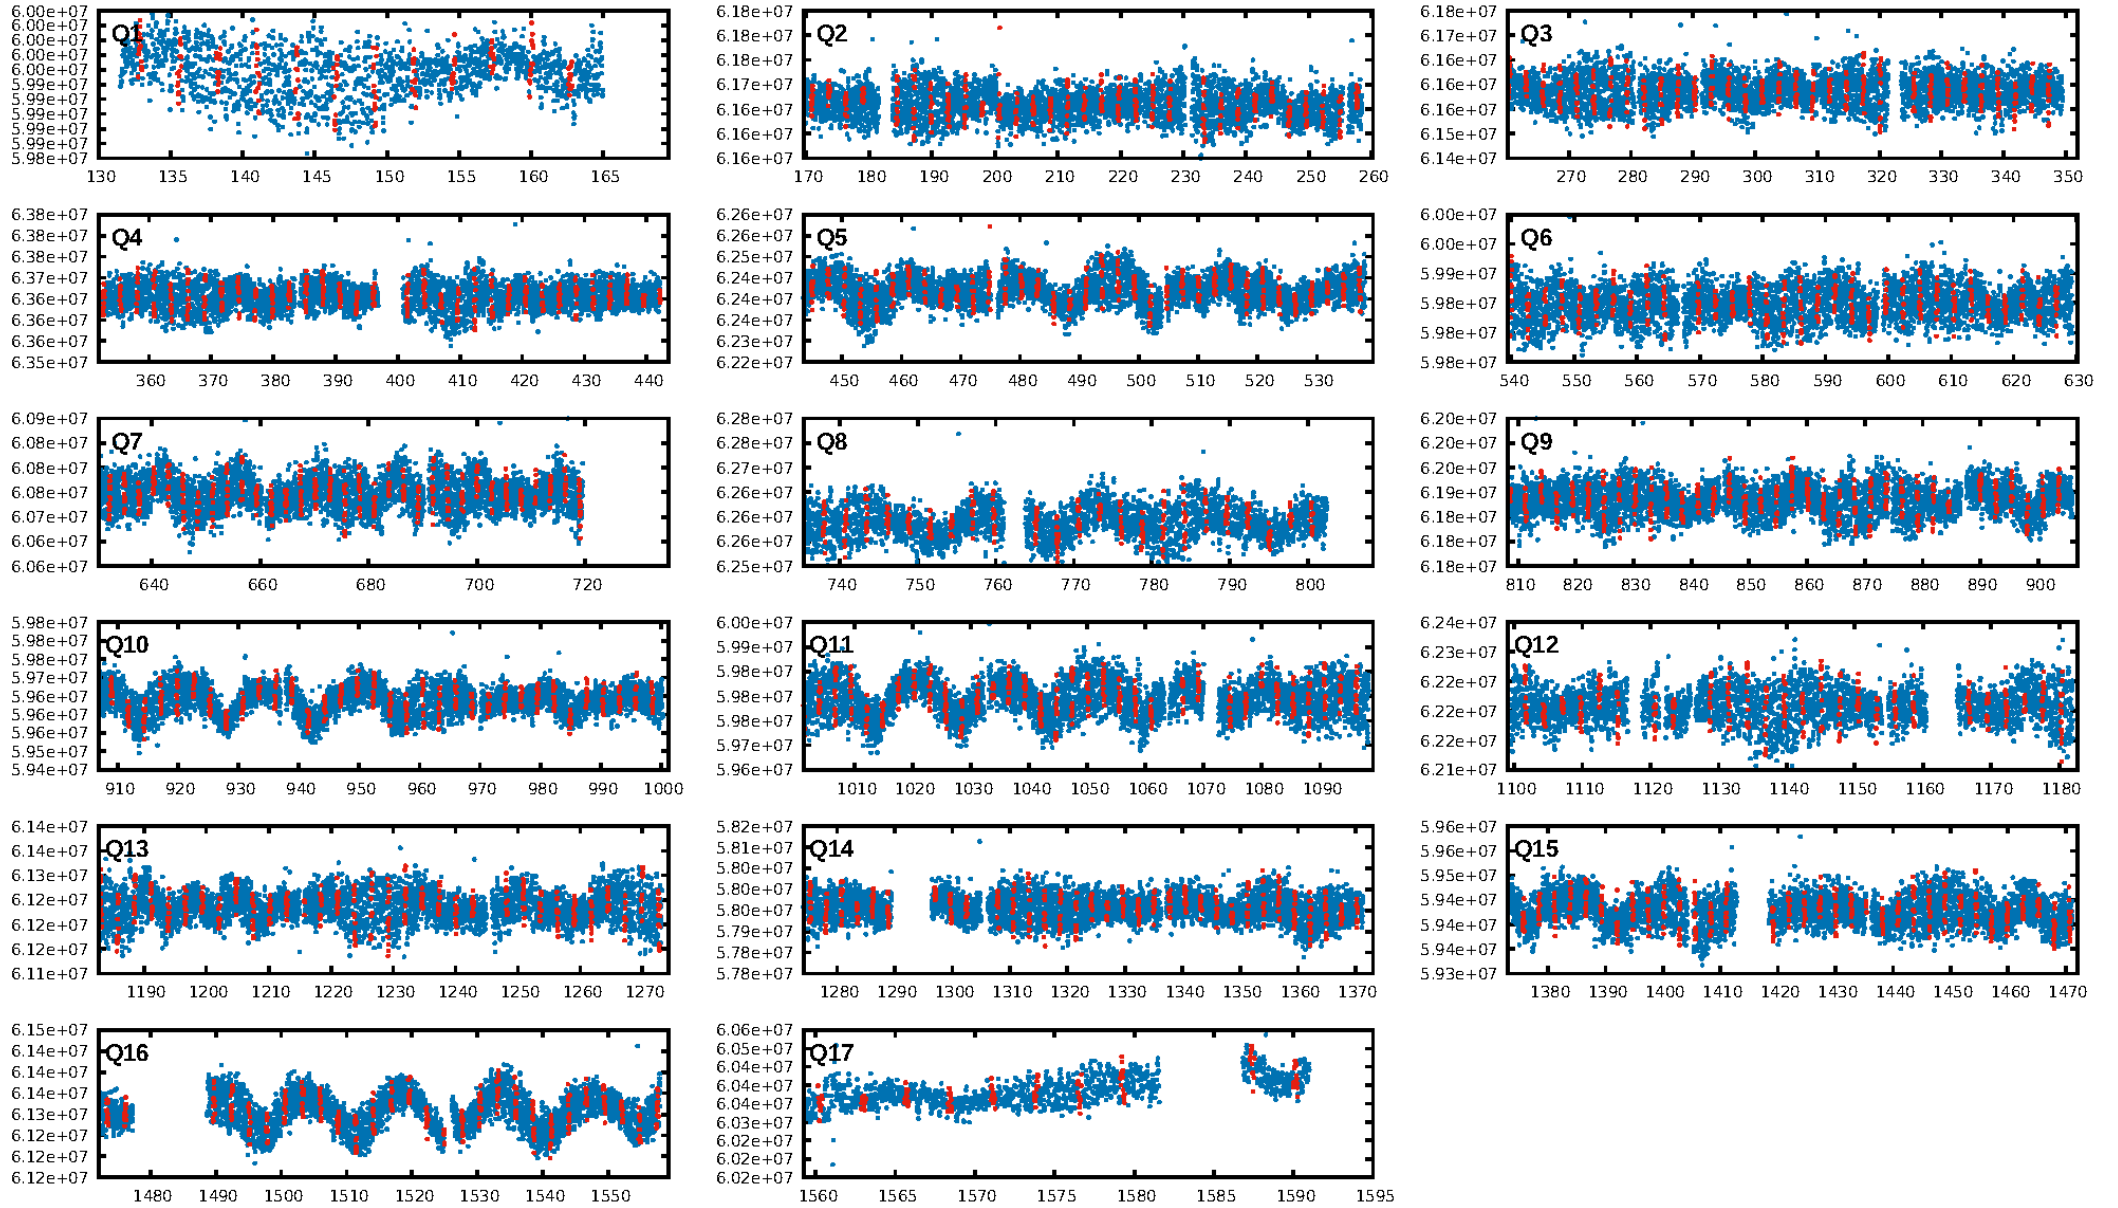 6.00e+07 6.00e+07 6.00e+07 6.00e+07 6.00e+07 5.99e+07 5.99e+07 5.99e+07 5.99e+07 5.99e+07 5.98e+07
Q1
130 135 140 145 150 155 160 165
6.18e+07 6.18e+07 6.18e+07 6.17e+07 6.16e+07 6.16e+07 6.16e+07
Q2
170 180 190 200 210 220 230 240 250 260
6.18e+07 6.17e+07 6.16e+07 6.16e+07 6.16e+07 6.15e+07 6.14e+07
Q3
270 280 290 300 310 320 330 340 350
6.38e+07 6.38e+07 6.38e+07 6.37e+07 6.36e+07 6.36e+07 6.36e+07 6.35e+07
Q4
360 370 380 390 400 410 420 430 440
6.26e+07 6.26e+07 6.25e+07 6.24e+07 6.24e+07 6.24e+07 6.23e+07 6.22e+07
Q5
450 460 470 480 490 500 510 520 530
6.00e+07 6.00e+07 5.99e+07 5.98e+07 5.98e+07 5.98e+07
Q6
540 550 560 570 580 590 600 610 620 630
6.09e+07 6.08e+07 6.08e+07 6.08e+07 6.07e+07 6.06e+07 6.06e+07
Q7
640 660 680 700 720
6.28e+07 6.28e+07 6.27e+07 6.26e+07 6.26e+07 6.26e+07 6.25e+07
Q8
740 750 760 770 780 790 800
6.20e+07 6.20e+07 6.20e+07 6.19e+07 6.18e+07 6.18e+07 6.18e+07
Q9
810 820 830 840 850 860 870 880 890 900
5.98e+07 5.98e+07 5.98e+07 5.97e+07 5.96e+07 5.96e+07 5.96e+07 5.95e+07 5.94e+07
Q10
910 920 930 940 950 960 970 980 990 1000
6.00e+07 5.99e+07 5.98e+07 5.98e+07 5.98e+07 5.97e+07 5.96e+07
Q11
1010 1020 1030 1040 1050 1060 1070 1080 1090
6.24e+07 6.23e+07 6.22e+07 6.22e+07 6.22e+07 6.21e+07
Q12
1100 1110 1120 1130 1140 1150 1160 1170 1180
6.14e+07 6.14e+07 6.13e+07 6.12e+07 6.12e+07 6.12e+07 6.11e+07
Q13
1190 1200 1210 1220 1230 1240 1250 1260 1270
5.82e+07 5.81e+07 5.80e+07 5.80e+07 5.80e+07 5.79e+07 5.78e+07 5.78e+07
Q14
1280 1290 1300 1310 1320 1330 1340 1350 1360 1370
5.96e+07 5.96e+07 5.95e+07 5.94e+07 5.94e+07 5.94e+07 5.93e+07
Q15
1380 1390 1400 1410 1420 1430 1440 1450 1460 1470
6.15e+07 6.14e+07 6.14e+07 6.14e+07 6.13e+07 6.12e+07 6.12e+07 6.12e+07
Q16
1480 1490 1500 1510 1520 1530 1540 1550
6.06e+07 6.05e+07 6.04e+07 6.04e+07 6.04e+07 6.03e+07 6.02e+07 6.02e+07 6.02e+07
Q17
1560 1565 1570 1575 1580 1585 1590 1595